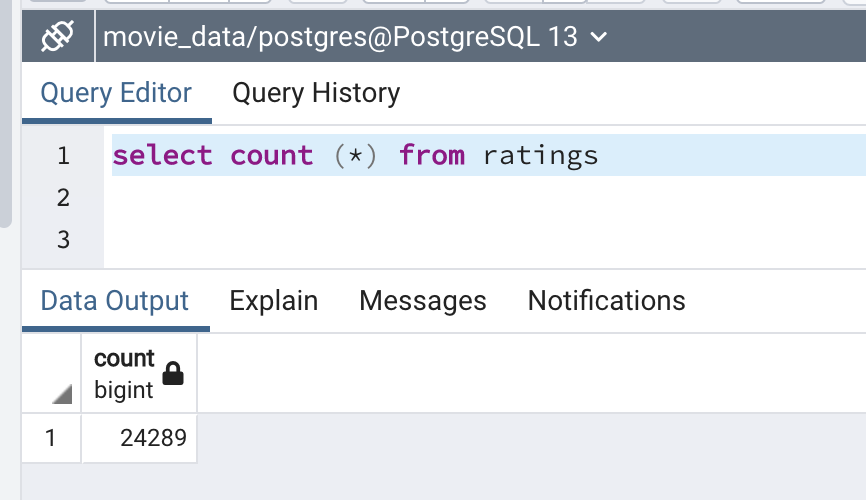 movie_data/postgres@PostgreSQL 13
Query Editor Query History
1 select count (*) from ratings
2
3
Data Output Explain Messages Notifications
count
bigint
1 24289